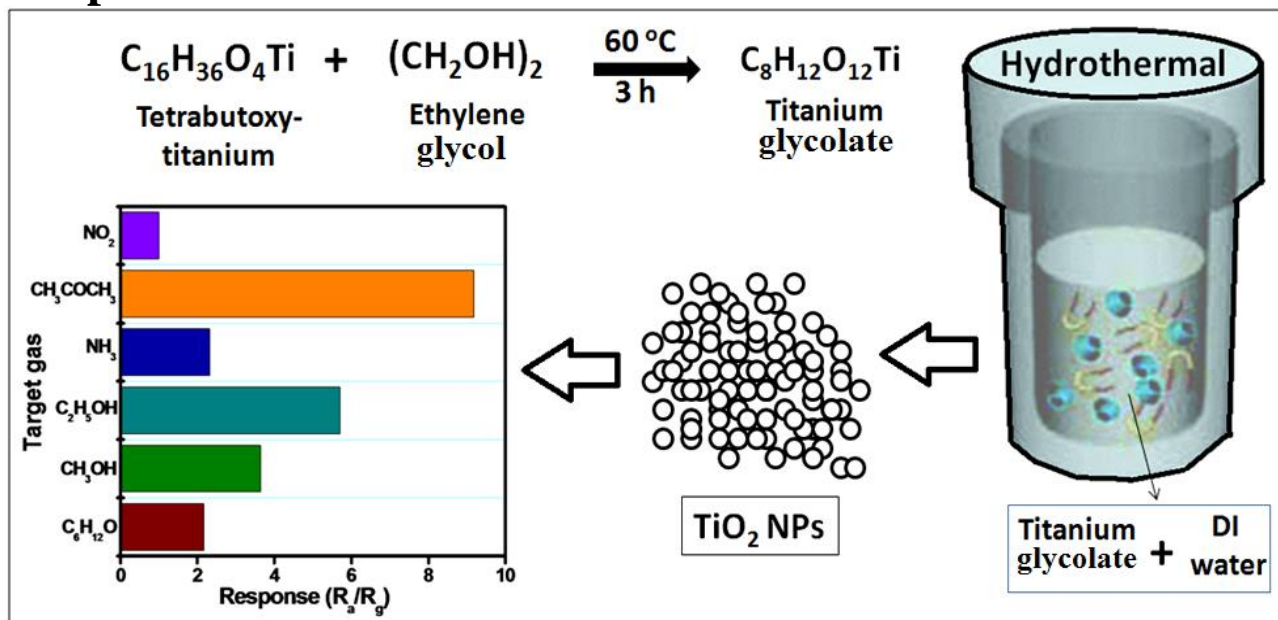 C₁₆H₃₆O₄Ti + (CH₂OH)₂ 60 °C C₈H₁₂O₁₂Ti
3 h
Tetrabutoxy-
titanium
Ethylene
glycol
Titanium
glycolate
Hydrothermal
Target gas
NO₂
CH₃COCH₃
NH₃
C₂H₅OH
CH₃OH
C₆H₁₂O
0 2 4 6 8 10
Response (Rₐ/R_g)
TiO₂ NPs
Titanium
glycolate
+
DI
water